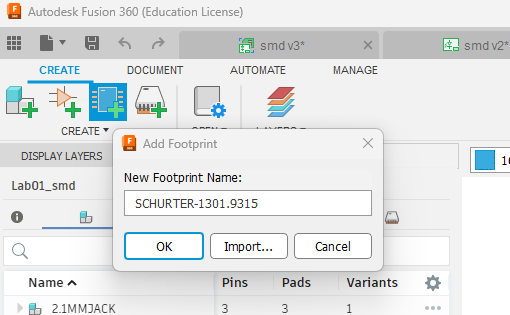 Autodesk Fusion 360 (Education License)
smd v3*
smd v2*
CREATE
DOCUMENT
AUTOMATE
MANAGE
CREATE
OPEN
LAYERS
DISPLAY LAYERS
Add Footprint
New Footprint Name:
SCHURTER-1301.9315
OK
Import...
Cancel
Lab01_smd
Name
Pins
Pads
Variants
2.1MMJACK
3
3
1